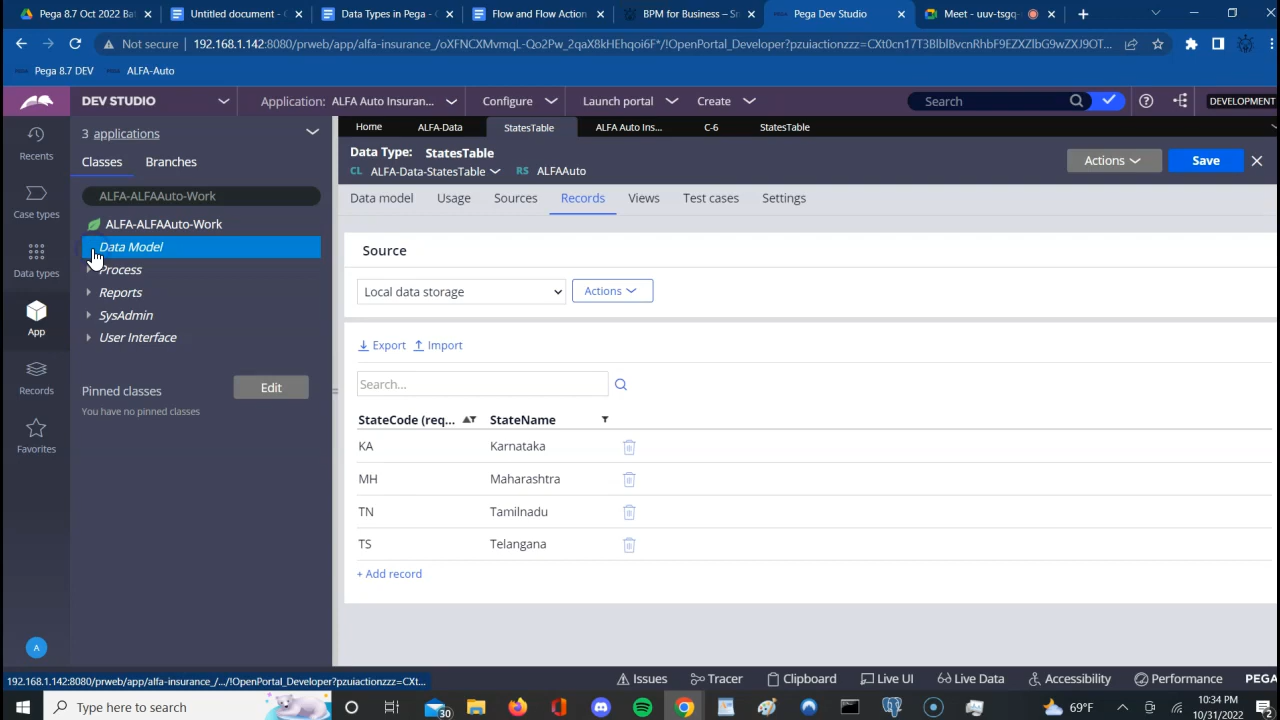 Pega 8.7 Oct 2022 Bat
Untitled document - 
Data Types in Pega - 
Flow and Flow Action
BPM for Business – Sm
Pega Dev Studio
Meet - uuv-tsgq-
Not secure
192.168.1.142:8080/prweb/app/alfa-insurance_/oXFNCXMvmqL-Qo2Pw_2qaX8kHEhqoi6F*/!OpenPortal_Developer?pzuiactionzzz=CXt0cn17T3BlblBvcnRhbF9EZXZlbG9wZXJ9OT...
Pega 8.7 DEV
ALFA-Auto
DEV STUDIO
Application: ALFA Auto Insuran...
Configure
Launch portal
Create
Search
DEVELOPMENT
Recents
Case types
Data types
App
Records
Favorites
A
3 applications
Classes
Branches
ALFA-ALFAAuto-Work
ALFA-ALFAAuto-Work
Data Model
Process
Reports
SysAdmin
User Interface
Pinned classes
Edit
You have no pinned classes
Home
ALFA-Data
StatesTable
ALFA Auto Ins...
C-6
StatesTable
Data Type: StatesTable
CL ALFA-Data-StatesTable
RS ALFAAuto
Actions
Save
Data model
Usage
Sources
Records
Views
Test cases
Settings
Source
Local data storage
Actions
Export
Import
Search...
StateCode (req...
StateName
KA Karnataka
MH Maharashtra
TN Tamilnadu
TS Telangana
+ Add record
192.168.1.142:8080/prweb/app/alfa-insurance_/.../!OpenPortal_Developer?pzuiactionzzz=CXt...
Issues
Tracer
Clipboard
Live UI
Live Data
Accessibility
Performance
PEGA
Type here to search
30
69°F
10:34 PM
10/31/2022